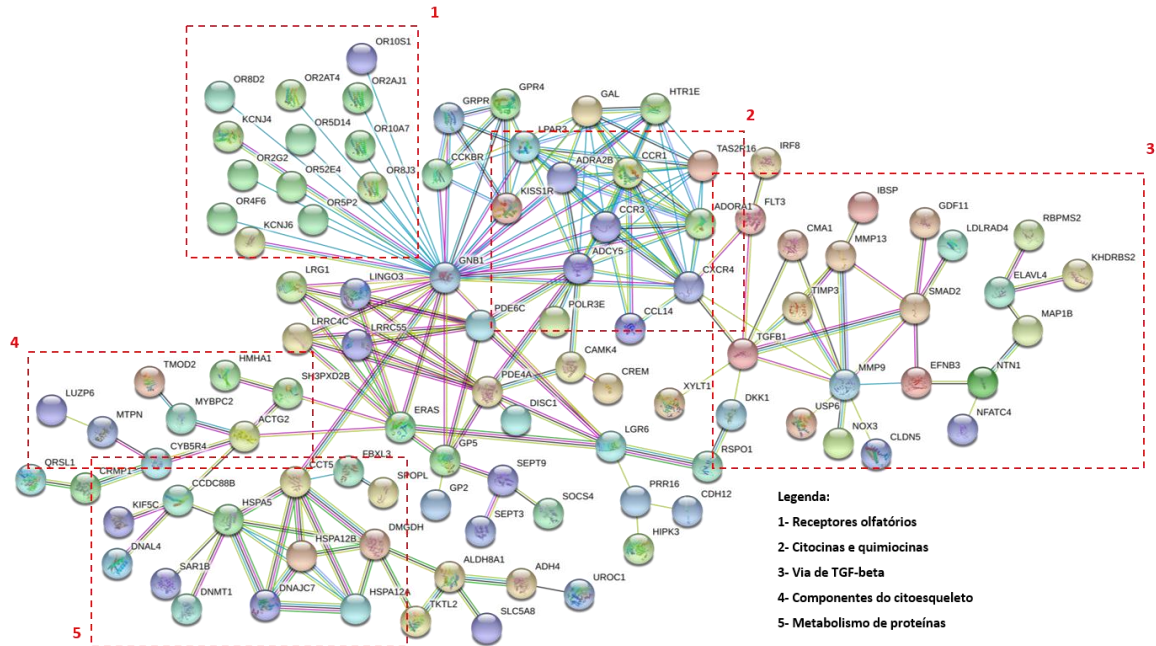 1
OR10S1
OR8D2
OR2AT4
OR2AJ1
KCNJ4
OR5D14
OR10A7
OR2G2
OR52E4
OR8J3
OR4F6
OR5P2
KCNJ6
GRPR
GPR4
GAL
HTR1E
2
LPAR2
CCKBR
ADRA2B
CCR1
TAS2R16
IRF8
KISS1R
CCR3
ADORA1
FLT3
GNB1
ADCY5
CXCR4
POLR3E
CCL14
3
IBSP
CMA1
MMP13
GDF11
LDLRAD4
RBPMS2
KHDRBS2
TIMP3
SMAD2
ELAVL4
MAP1B
TGFB1
MMP9
EFNB3
NTN1
XYLT1
DKK1
USP6
NOX3
CLDN5
NFATC4
RSPO1
LRG1
LINGO3
LRRC4C
LRRC55
PDE6C
CAMK4
CREM
PDE4A
DISC1
4
HMHA1
TMOD2
SH3PXD2B
LUZP6
MYBPC2
MTPN
ACTG2
ERAS
LGR6
CYB5R4
GP5
QRSL1
CRMP1
GP2
SEPT9
SEPT3
SOCS4
PRR16
CDH12
HIPK3
CCT5
FBXL3
SPOPL
CCDC88B
KIF5C
HSPA5
DNAL4
HSPA12B
DMGDH
SAR1B
DNMT1
DNAJC7
HSPA12A
ALDH8A1
ADH4
UROC1
TKTL2
SLC5A8
5
Legenda:
1- Receptores olfatórios
2- Citocinas e quimiocinas
3- Via de TGF-beta
4- Componentes do citoesqueleto
5- Metabolismo de proteínas